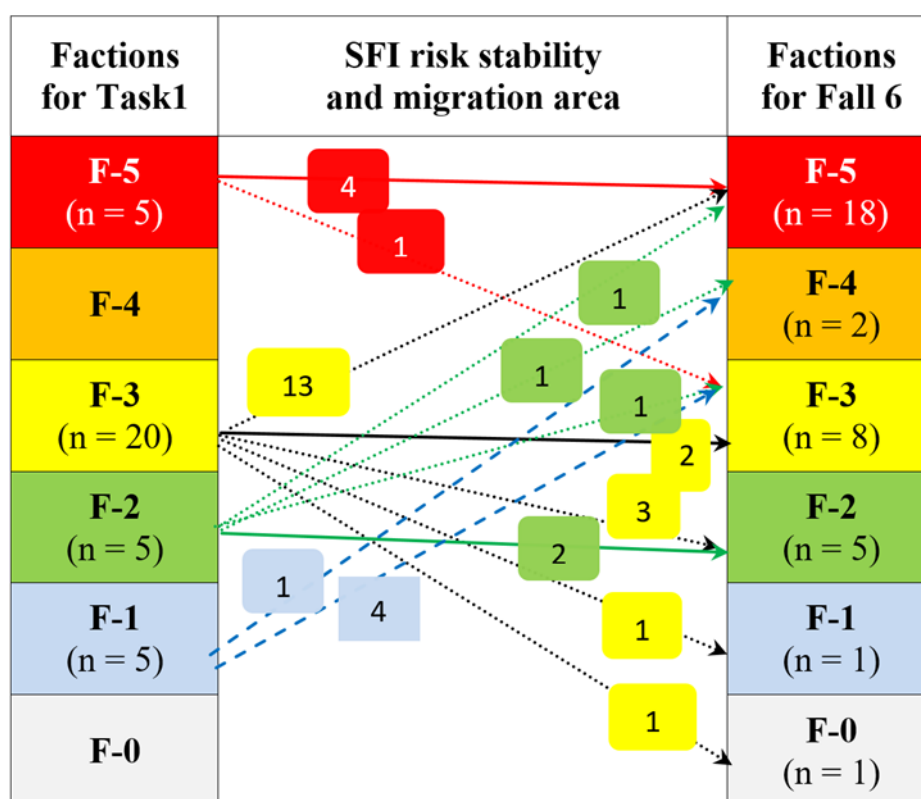 Factions
for Task1
SFI risk stability
and migration area
Factions
for Fall 6
F-5
(n = 5)
4
1
F-5
(n = 18)
F-4
1
F-4
(n = 2)
F-3
(n = 20)
13
1
1
2
F-3
(n = 8)
F-2
(n = 5)
3
2
F-2
(n = 5)
F-1
(n = 5)
1
4
1
F-1
(n = 1)
F-0
1
F-0
(n = 1)